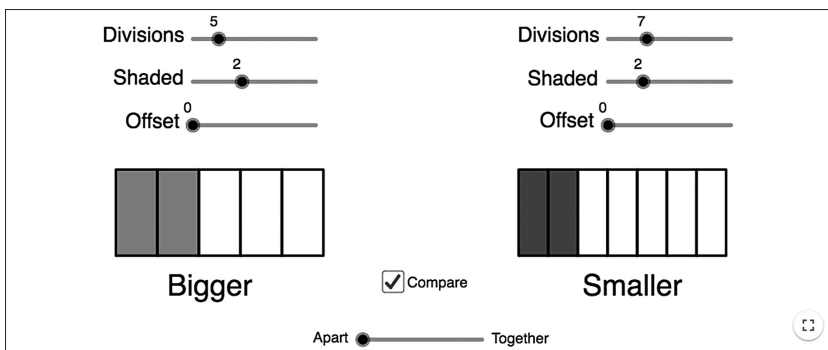 5
Divisions
2
Shaded
0
Offset
Bigger
7
Divisions
2
Shaded
0
Offset
Smaller
Compare
Apart
Together